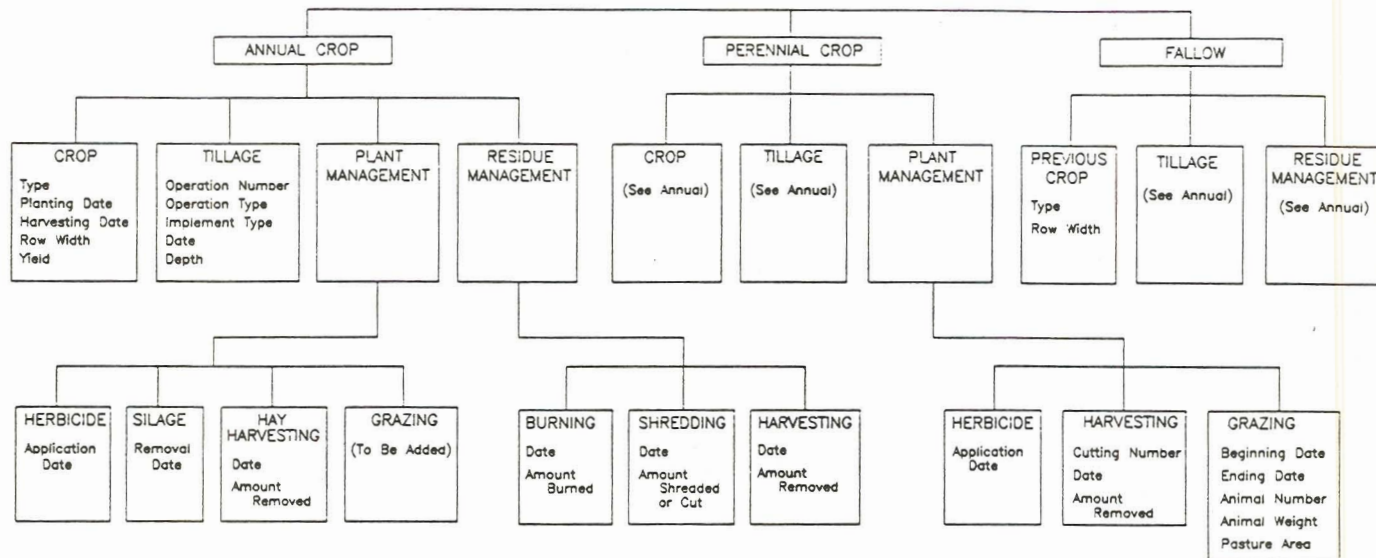 ANNUAL CROP
PERENNIAL CROP
FALLOW
CROP
Type
Planting Date
Harvesting Date
Row Width
Yield
TILLAGE
Operation Number
Operation Type
Implement Type
Date
Depth
PLANT
MANAGEMENT
RESIDUE
MANAGEMENT
CROP
(See Annual)
TILLAGE
(See Annual)
PLANT
MANAGEMENT
PREVIOUS
CROP
Type
Row Width
TILLAGE
(See Annual)
RESIDUE
MANAGEMENT
(See Annual)
HERBICIDE
Application
Date
SILAGE
Removal
Date
HAY
HARVESTING
Date
Amount
Removed
GRAZING
(To Be Added)
BURNING
Date
Amount
Burned
SHREDDING
Date
Amount
Shreaded
or Cut
HARVESTING
Date
Amount
Removed
HERBICIDE
Application
Date
HARVESTING
Cutting Number
Date
Amount
Removed
GRAZING
Beginning Date
Ending Date
Animal Number
Animal Weight
Pasture Area